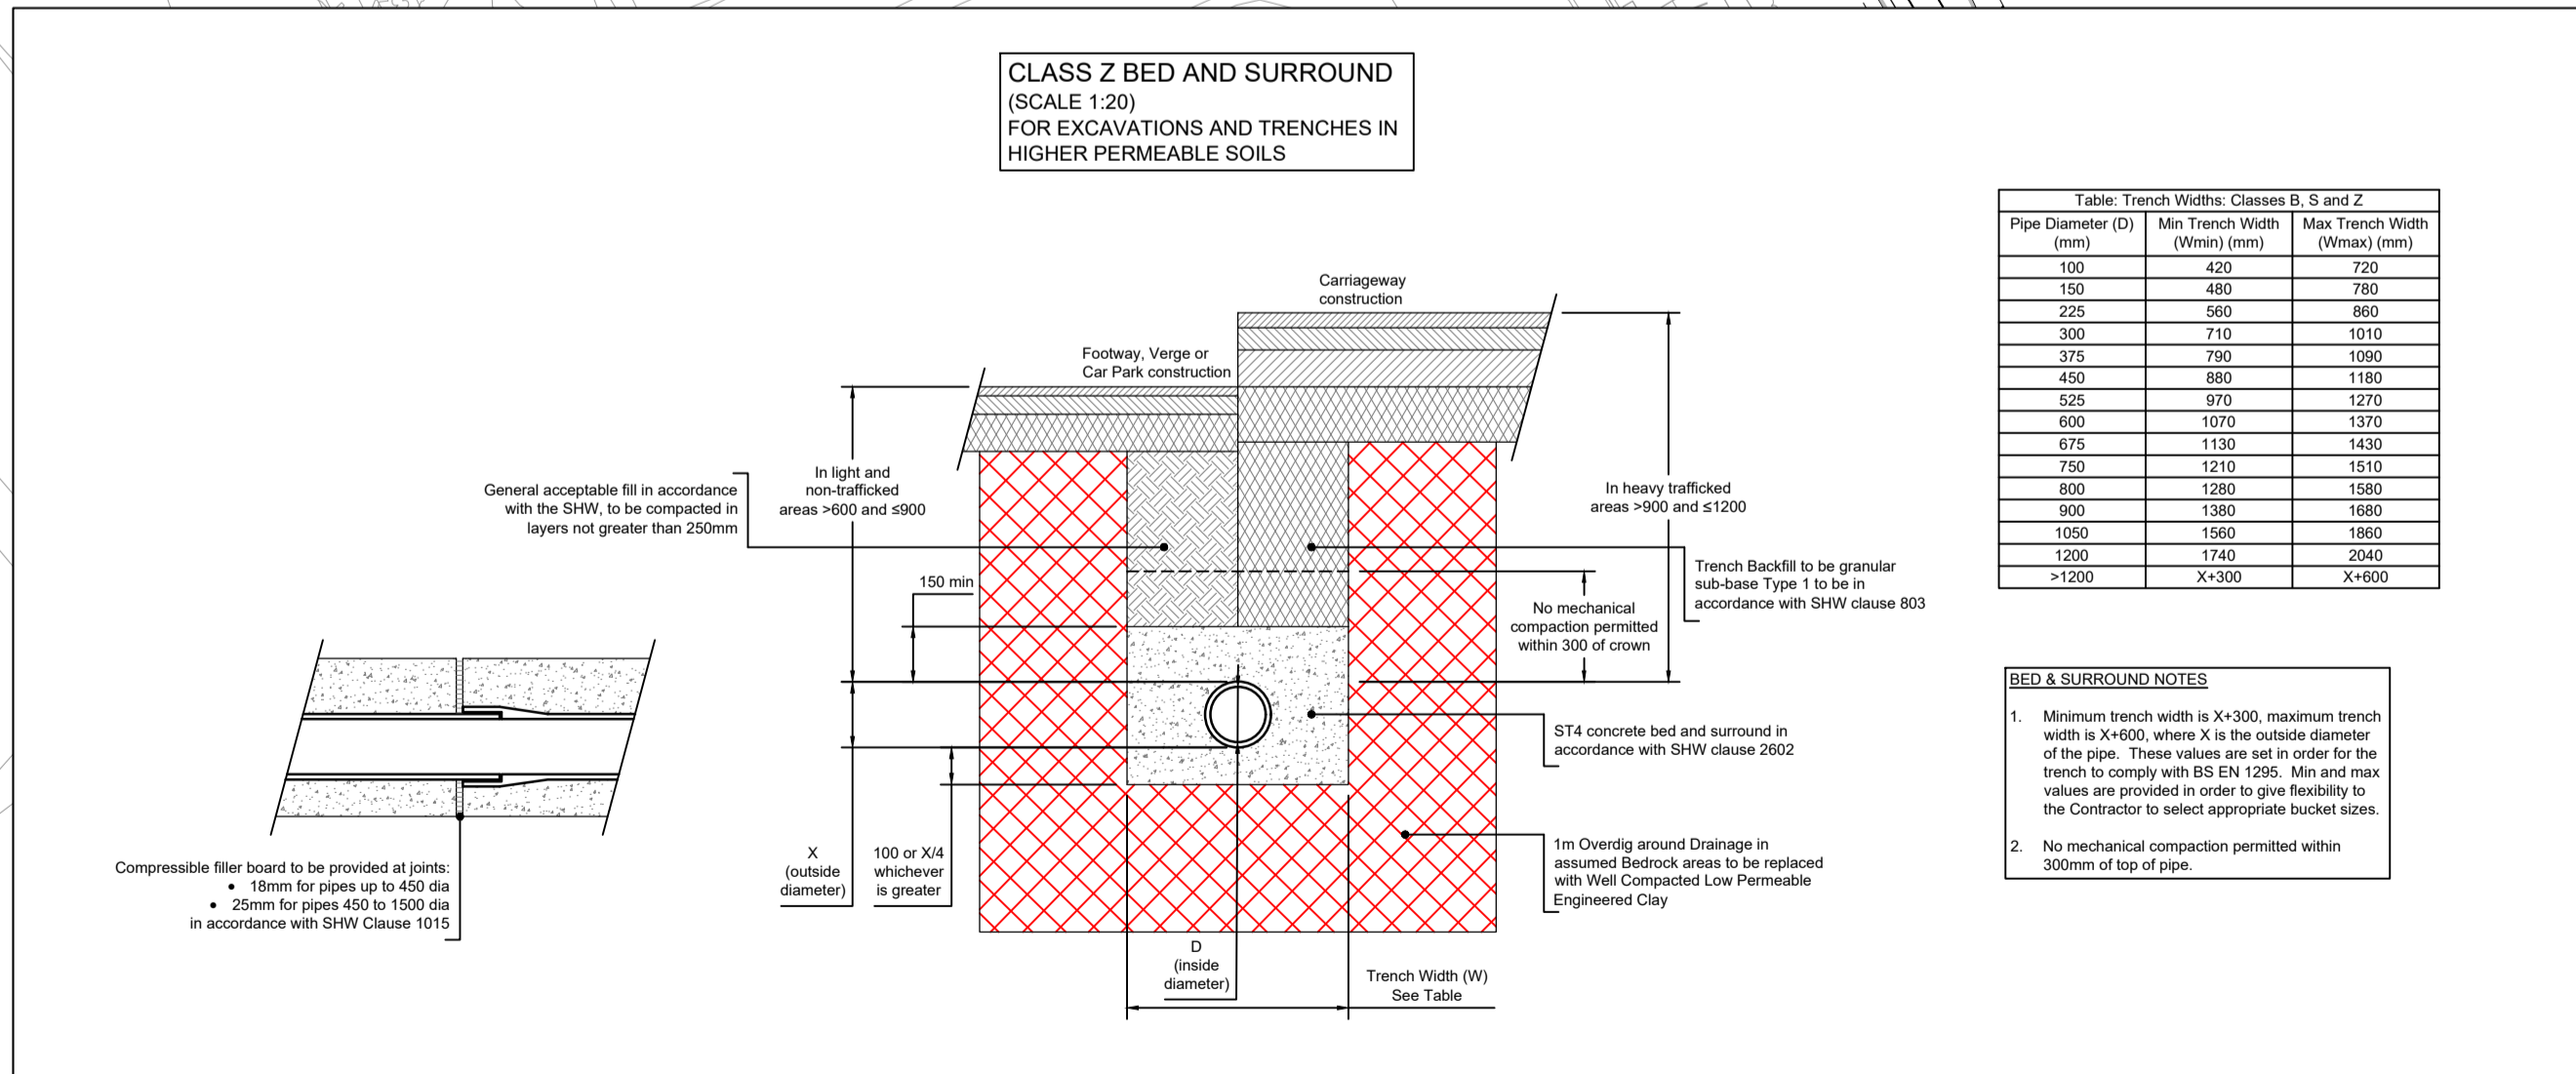 CLASS Z BED AND SURROUND
(SCALE 1:20)
FOR EXCAVATIONS AND TRENCHES IN
HIGHER PERMEABLE SOILS
Table: Trench Widths: Classes B, S and Z
Pipe Diameter (D) Min Trench Width Max Trench Width
(mm) (Wmin) (mm) (Wmax) (mm)
100 420 720
150 480 780
225 560 860
300 710 1010
375 790 1090
450 880 1180
525 970 1270
600 1070 1370
675 1130 1430
750 1210 1510
800 1280 1580
900 1380 1680
1050 1560 1860
1200 1740 2040
>1200 X+300 X+600
Carriageway
construction
Footway, Verge or
Car Park construction
In light and
non-trafficked
areas >600 and ≤900
General acceptable fill in accordance
with the SHW, to be compacted in
layers not greater than 250mm
In heavy trafficked
areas >900 and ≤1200
150 min
Trench Backfill to be granular
sub-base Type 1 to be in
accordance with SHW clause 803
No mechanical
compaction permitted
within 300 of crown
ST4 concrete bed and surround in
accordance with SHW clause 2602
1m Overdig around Drainage in
assumed Bedrock areas to be replaced
with Well Compacted Low Permeable
Engineered Clay
X
(outside
diameter)
100 or X/4
whichever
is greater
D
(inside
diameter)
Trench Width (W)
See Table
Compressible filler board to be provided at joints:
• 18mm for pipes up to 450 dia
• 25mm for pipes 450 to 1500 dia
in accordance with SHW Clause 1015
BED & SURROUND NOTES
1. Minimum trench width is X+300, maximum trench
width is X+600, where X is the outside diameter
of the pipe. These values are set in order for the
trench to comply with BS EN 1295. Min and max
values are provided in order to give flexibility to
the Contractor to select appropriate bucket sizes.
2. No mechanical compaction permitted within
300mm of top of pipe.